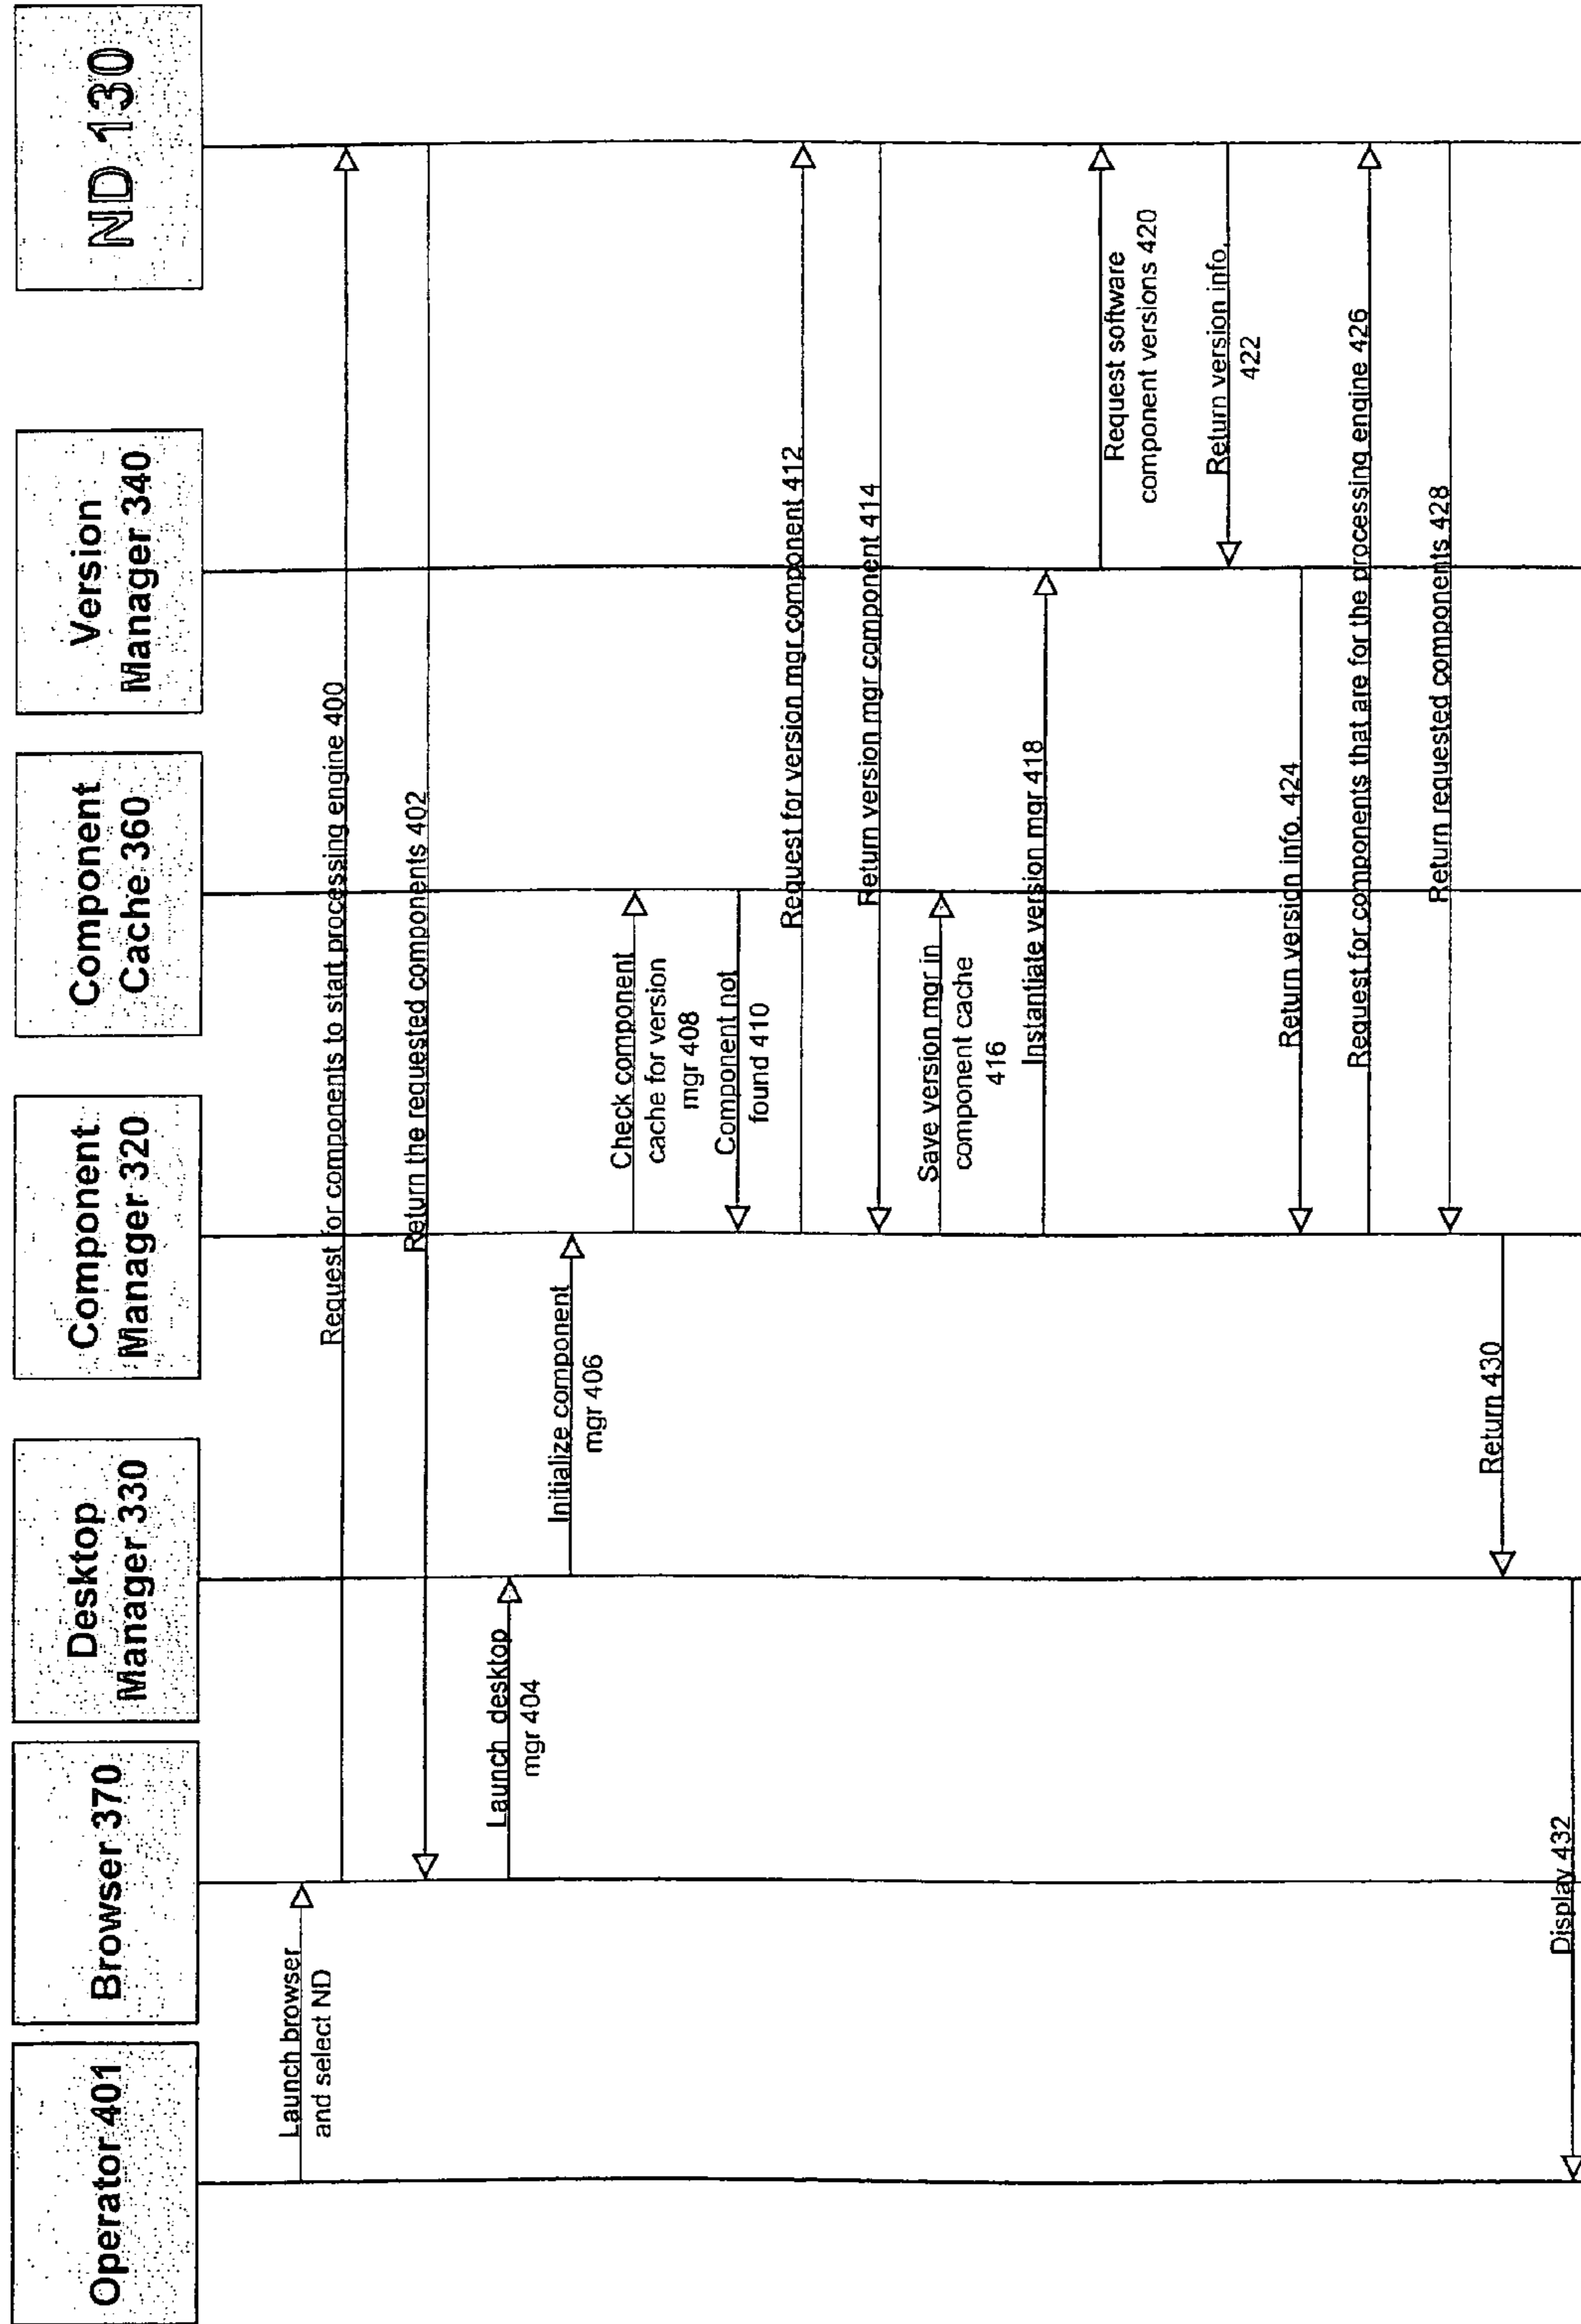 Operator 401
Browser 370
Desktop
Manager 330
Component
Manager 320
Component
Cache 360
Version
Manager 340
ND 130
Launch browser
and select ND
Request for components to start processing engine 400
Return the requested components 402
Launch desktop
mgr 404
Initialize component
mgr 406
Check component
cache for version
mgr 408
Component not
found 410
Request for version mgr component 412
Return version mgr component 414
Save version mgr in
component cache
416
Instantiate version mgr 418
Request software
component versions 420
Return version info.
422
Return version info. 424
Request for components that are for the processing engine 426
Return requested components 428
Return 430
Display 432